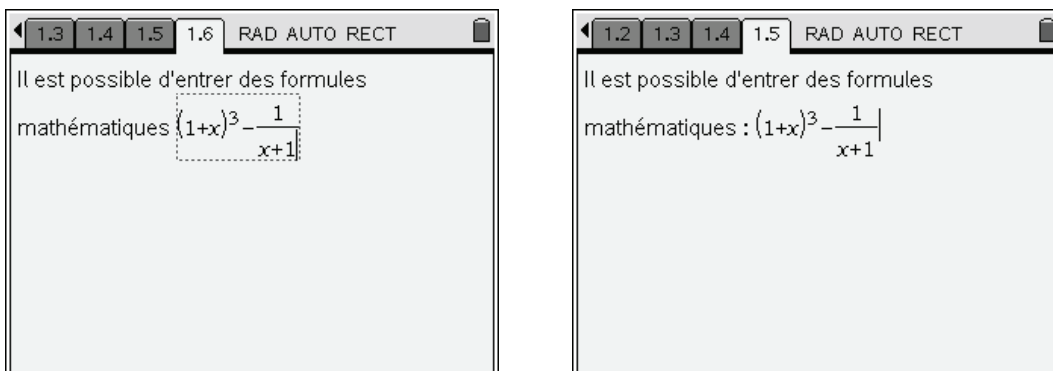 1.3 1.4 1.5 1.6 RAD AUTO RECT
Il est possible d'entrer des formules
mathématiques (1+x)³−1/(x+1)
1.2 1.3 1.4 1.5 RAD AUTO RECT
Il est possible d'entrer des formules
mathématiques : (1+x)³−1/(x+1)